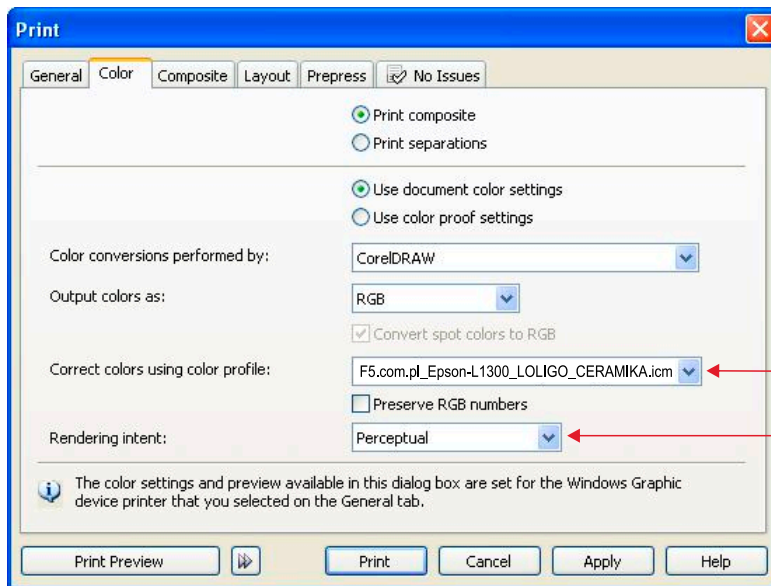 Print
General Color Composite Layout Prepress No Issues
Print composite
Print separations
Use document color settings
Use color proof settings
Color conversions performed by: CorelDRAW
Output colors as: RGB
Convert spot colors to RGB
Correct colors using color profile: F5.com.pl_Epson-L1300_LOLIGO_CERAMIKA.icm
Preserve RGB numbers
Rendering intent: Perceptual
The color settings and preview available in this dialog box are set for the Windows Graphic
device printer that you selected on the General tab.
Print Preview Print Cancel Apply Help